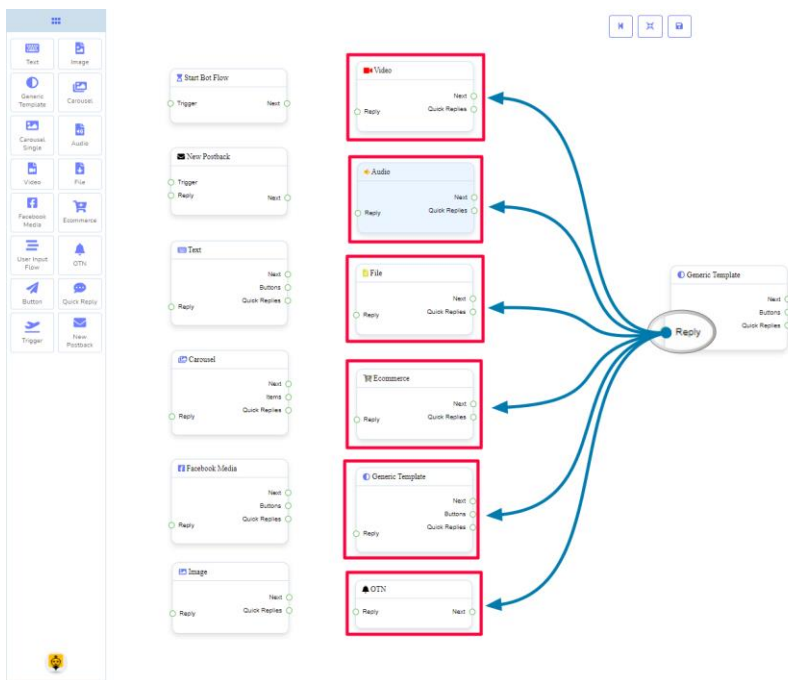 Text
Image
Generic
Template
Carousel
Carousel
Single
Audio
Video
File
Facebook
Media
Ecommerce
User Input
Flow
OTN
Button
Quick Reply
Trigger
New
Postback
Start Bot Flow
Trigger
Next
New Postback
Trigger
Reply
Next
Text
Next
Buttons
Quick Replies
Reply
Carousel
Next
Items
Quick Replies
Reply
Facebook Media
Next
Buttons
Quick Replies
Reply
Image
Next
Quick Replies
Reply
Video
Next
Quick Replies
Reply
Audio
Next
Quick Replies
Reply
File
Next
Quick Replies
Reply
Ecommerce
Next
Quick Replies
Reply
Generic Template
Next
Buttons
Quick Replies
Reply
OTN
Reply
Next
Generic Template
Next
Buttons
Quick Replies
Reply